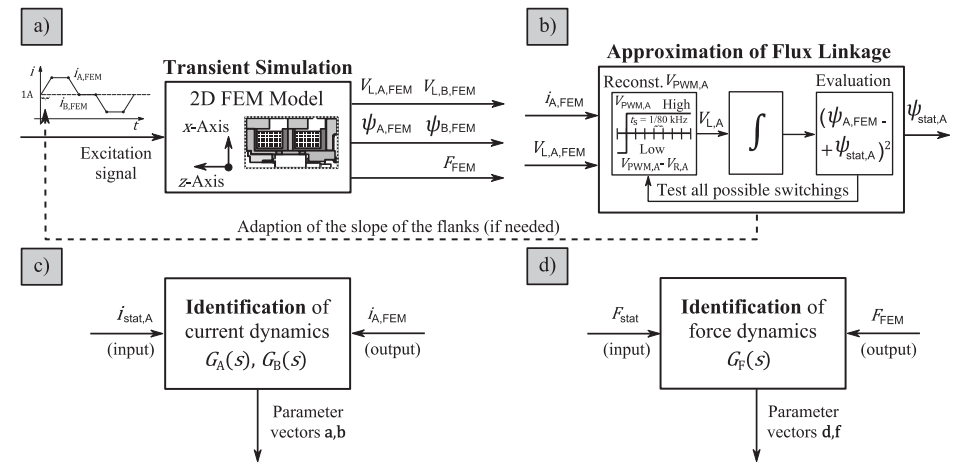 a)
i
i_A,FEM
1A
i_B,FEM
t
Excitation
signal
Transient Simulation
2D FEM Model
x-Axis
z-Axis
V_L,A,FEM V_L,B,FEM
ψ_A,FEM ψ_B,FEM
F_FEM
b)
Approximation of Flux Linkage
i_A,FEM
V_L,A,FEM
Reconst. V_PWM,A
V_PWM,A High
t_S = 1/80 kHz
Low
V_PWM,A - V_R,A
V_L,A
∫
Evaluation
(ψ_A,FEM -
+ ψ_stat,A)²
ψ_stat,A
Test all possible switchings
Adaption of the slope of the flanks (if needed)
c)
i_stat,A
(input)
Identification of
current dynamics
G_A(s), G_B(s)
i_A,FEM
(output)
Parameter
vectors a,b
d)
F_stat
(input)
Identification of
force dynamics
G_F(s)
F_FEM
(output)
Parameter
vectors d,f